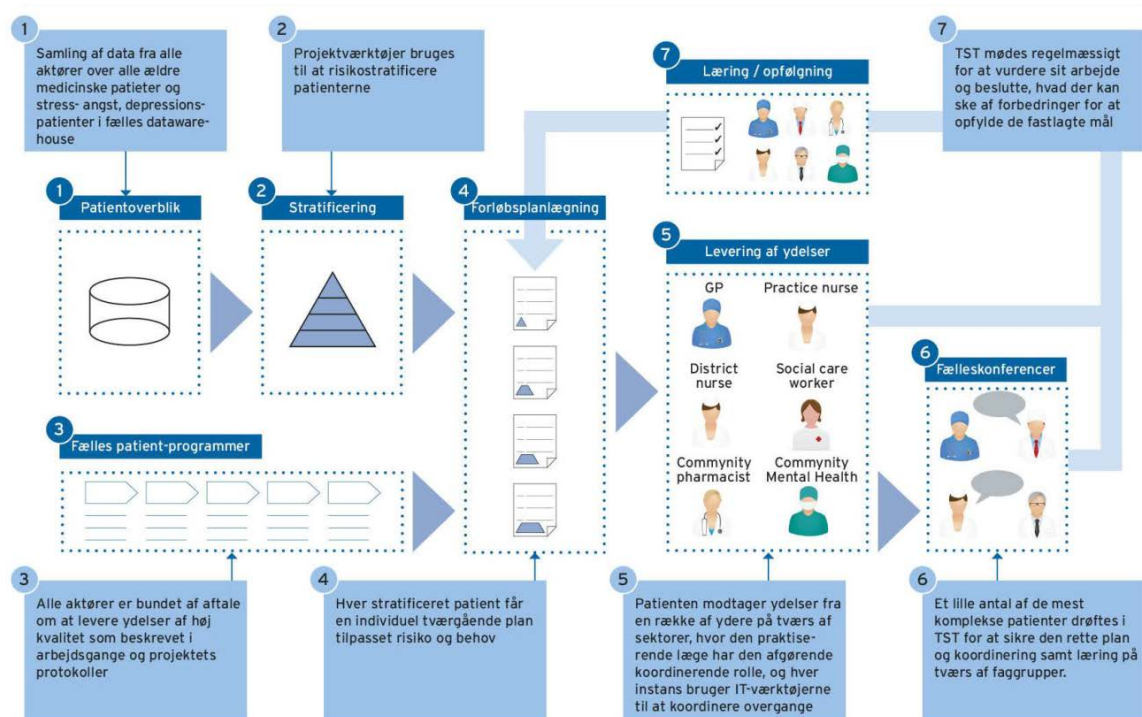 1
Samling af data fra alle
aktører over alle ældre
medicinske patieter og
stress- angst, depressions-
patienter i fælles dataware-
house
2
Projektværktøjer bruges
til at risikostratificere
patienterne
7
Læring / opfølgning
7
TST mødes regelmæssigt
for at vurdere sit arbejde
og beslutte, hvad der kan
ske af forbedringer for at
opfylde de fastlagte mål
1
Patientoverblik
2
Stratificering
4
Forløbsplanlægning
5
Levering af ydelser
GP
Practice nurse
District
nurse
Social care
worker
Commynity
pharmacist
Community
Mental Health
6
Fælleskonferencer
3
Fælles patient-programmer
3
Alle aktører er bundet af aftale
om at levere ydelser af høj
kvalitet som beskrevet i
arbejdsgange og projektets
protokoller
4
Hver stratificeret patient får
en individuel tværgående plan
tilpasset risiko og behov
5
Patienten modtager ydelser fra
en række af ydere på tværs af
sektorer, hvor den praktise-
rende læge har den afgørende
koordinerende rolle, og hver
instans bruger IT-værktøjerne
til at koordinere overgange
6
Et lille antal af de mest
komplekse patienter drøftes i
TST for at sikre den rette plan
og koordinering samt læring på
tværs af faggrupper.